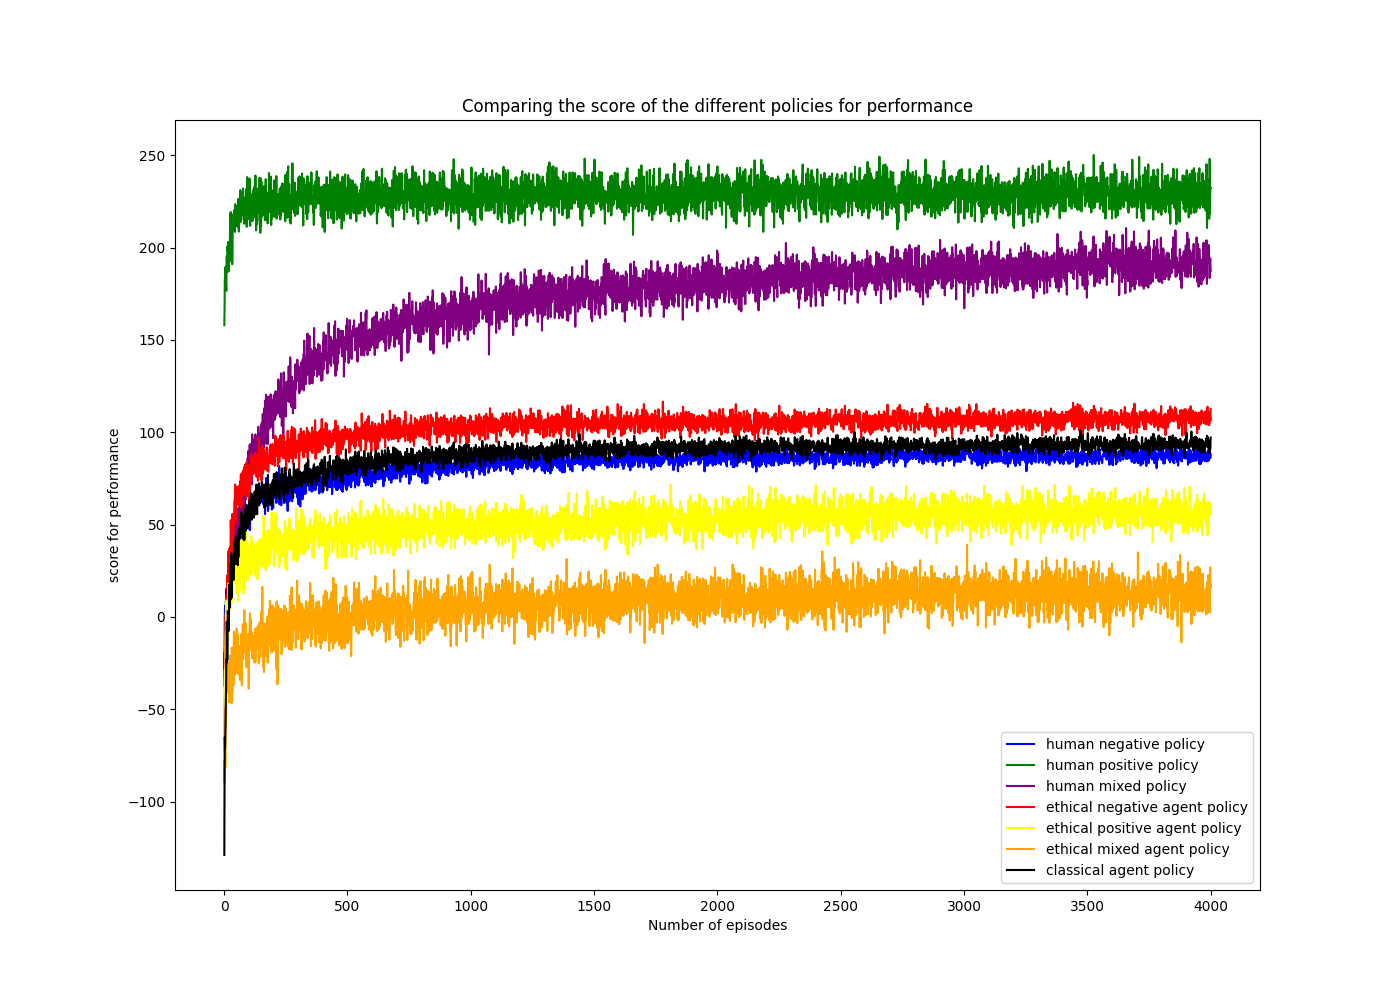 Comparing the score of the different policies for performance
250
200
150
100
50
0
−50
−100
score for performance
0 500 1000 1500 2000 2500 3000 3500 4000
Number of episodes
human negative policy
human positive policy
human mixed policy
ethical negative agent policy
ethical positive agent policy
ethical mixed agent policy
classical agent policy